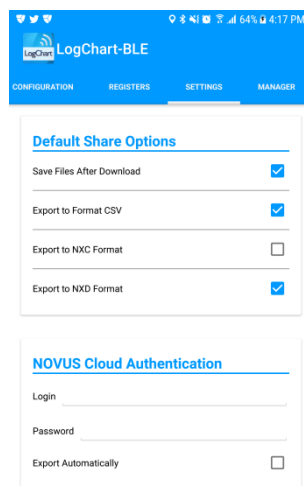 64% 4:17 PM
LogChart
LogChart-BLE
CONFIGURATION REGISTERS SETTINGS MANAGER
Default Share Options
Save Files After Download
Export to Format CSV
Export to NXC Format
Export to NXD Format
NOVUS Cloud Authentication
Login
Password
Export Automatically